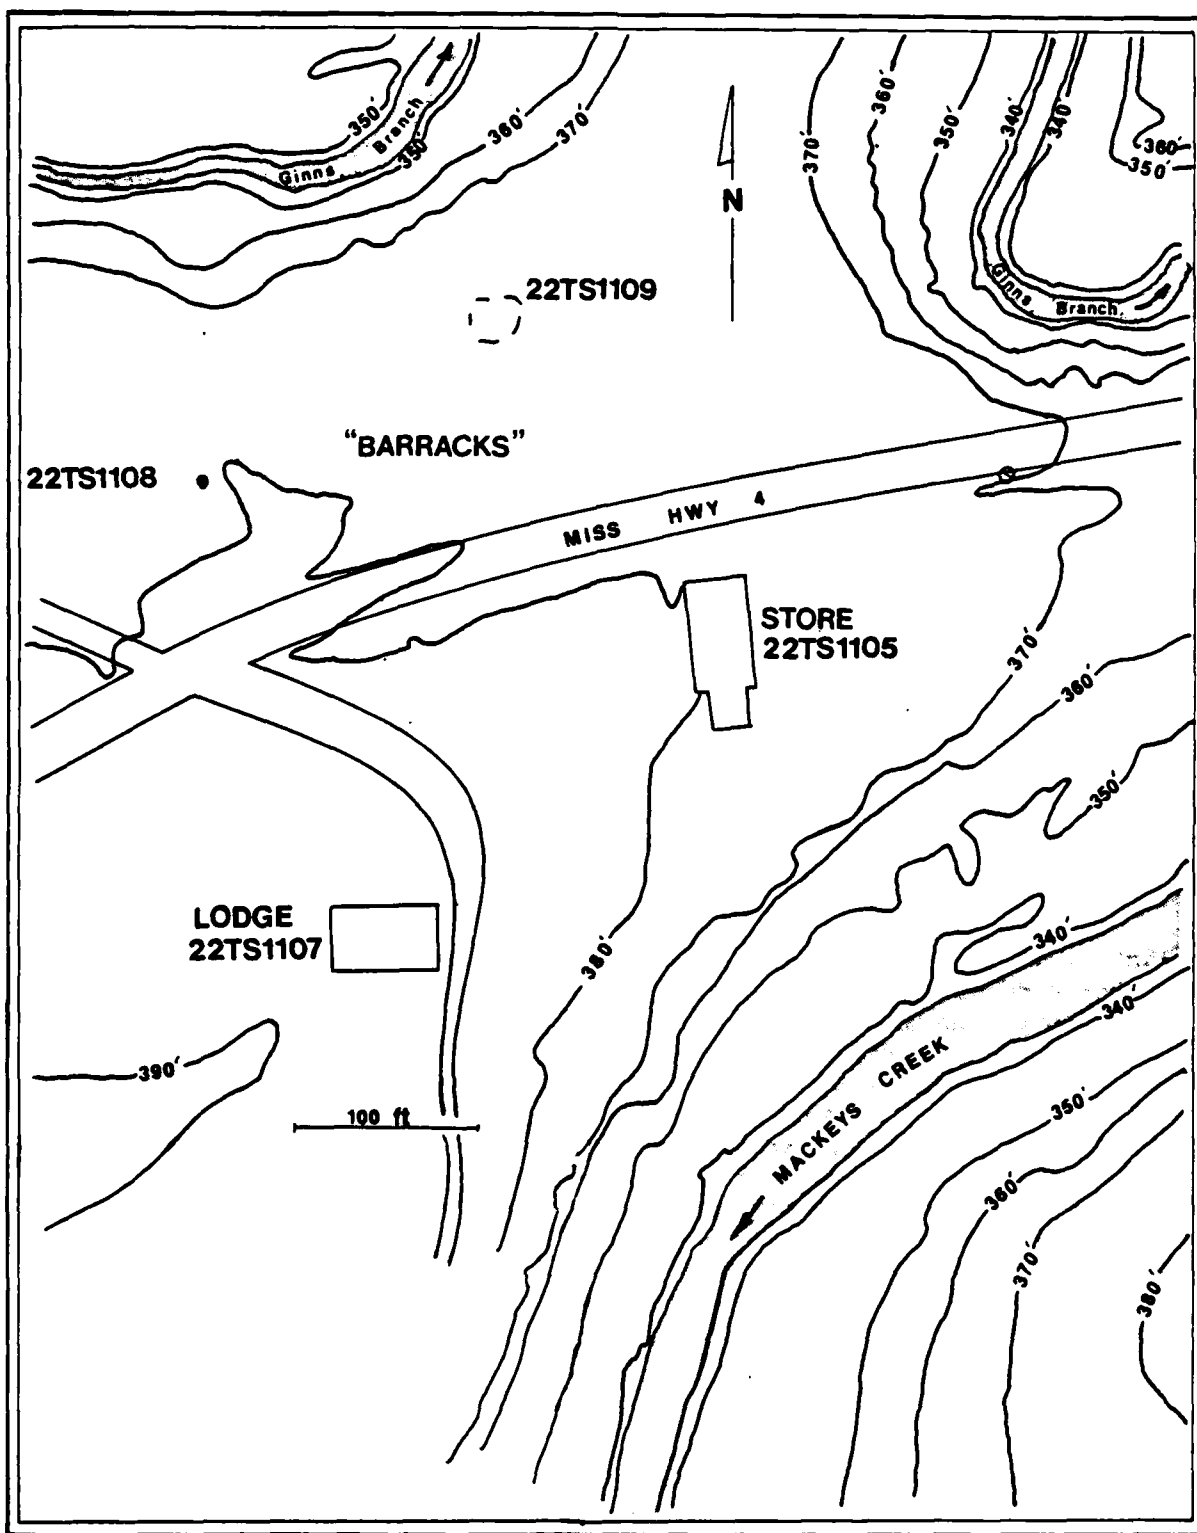 350'
Ginns Branch
350'
360'
370'
N
370'
360'
350'
340'
340'
360'
350'
Ginns Branch
22TS1109
"BARRACKS"
22TS1108
MISS HWY 4
STORE
22TS1105
370'
360'
350'
LODGE
22TS1107
380'
340'
340'
390'
100 ft
MACKEYS CREEK
350'
360'
370'
380'